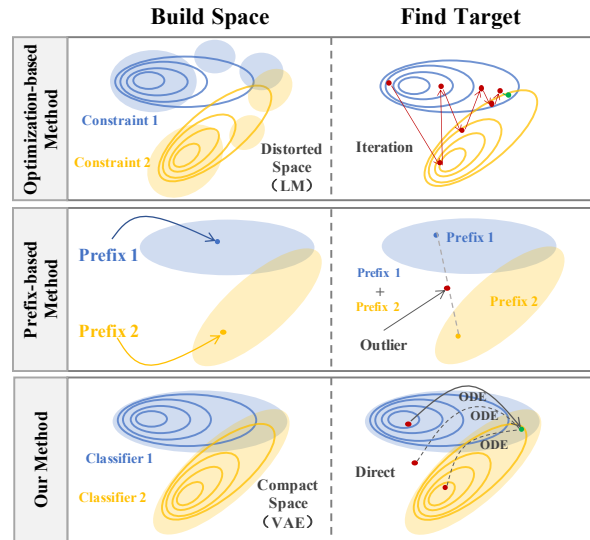 Build Space
Find Target
Optimization-based
Method
Constraint 1
Constraint 2
Distorted
Space
（LM）
Iteration
Prefix-based
Method
Prefix 1
Prefix 2
Prefix 1
Prefix 1
+
Prefix 2
Prefix 2
Outlier
Our Method
Classifier 1
Classifier 2
Compact
Space
（VAE）
ODE
ODE
ODE
Direct